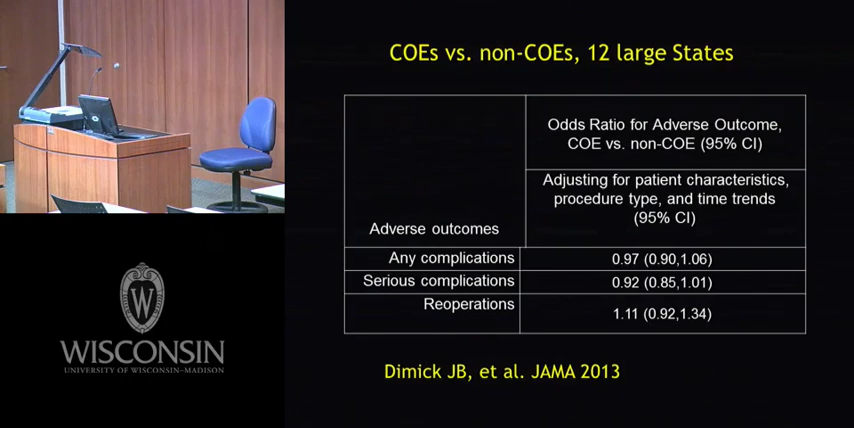 COEs vs. non-COEs, 12 large States
Odds Ratio for Adverse Outcome,
COE vs. non-COE (95% CI)
Adjusting for patient characteristics,
procedure type, and time trends
(95% CI)
Adverse outcomes
Any complications
0.97 (0.90,1.06)
Serious complications
0.92 (0.85,1.01)
Reoperations
1.11 (0.92,1.34)
Dimick JB, et al. JAMA 2013
W
WISCONSIN
UNIVERSITY OF WISCONSIN–MADISON